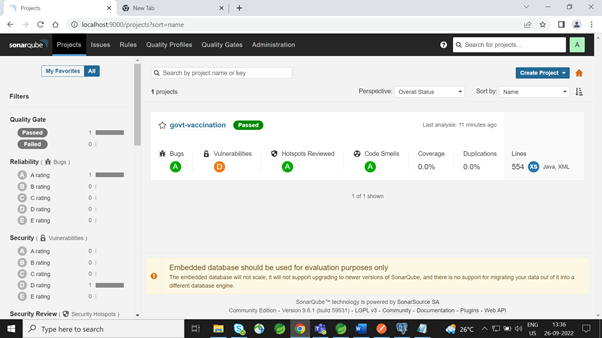 Projects
New Tab
localhost:9000/projects?sort=name
sonarqube
Projects Issues Rules Quality Profiles Quality Gates Administration
Search for projects...
A
My Favorites All
Search by project name or key
Create Project
Filters
1 projects
Perspective: Overall Status
Sort by: Name
Quality Gate
Passed 1
Failed 0
Reliability ( Bugs )
A A rating 1
B B rating 0
C C rating 0
D D rating 0
E E rating 0
Security ( Vulnerabilities )
A A rating 0
B B rating 0
C C rating 0
D D rating 1
E E rating 0
Security Review ( Security Hotspots )
govt-vaccination Passed
Last analysis: 11 minutes ago
Bugs Vulnerabilities Hotspots Reviewed Code Smells Coverage Duplications Lines
A D A A 0.0% 0.0% 554 XS Java, XML
1 of 1 shown
Embedded database should be used for evaluation purposes only
The embedded database will not scale, it will not support upgrading to newer versions of SonarQube, and there is no support for migrating your data out of it into a
different database engine.
SonarQube™ technology is powered by SonarSource SA
Community Edition - Version 9.6.1 (build 59531) - LGPL v3 - Community - Documentation - Plugins - Web API
Type here to search
26°C
ENG
US
13:36
26-09-2022